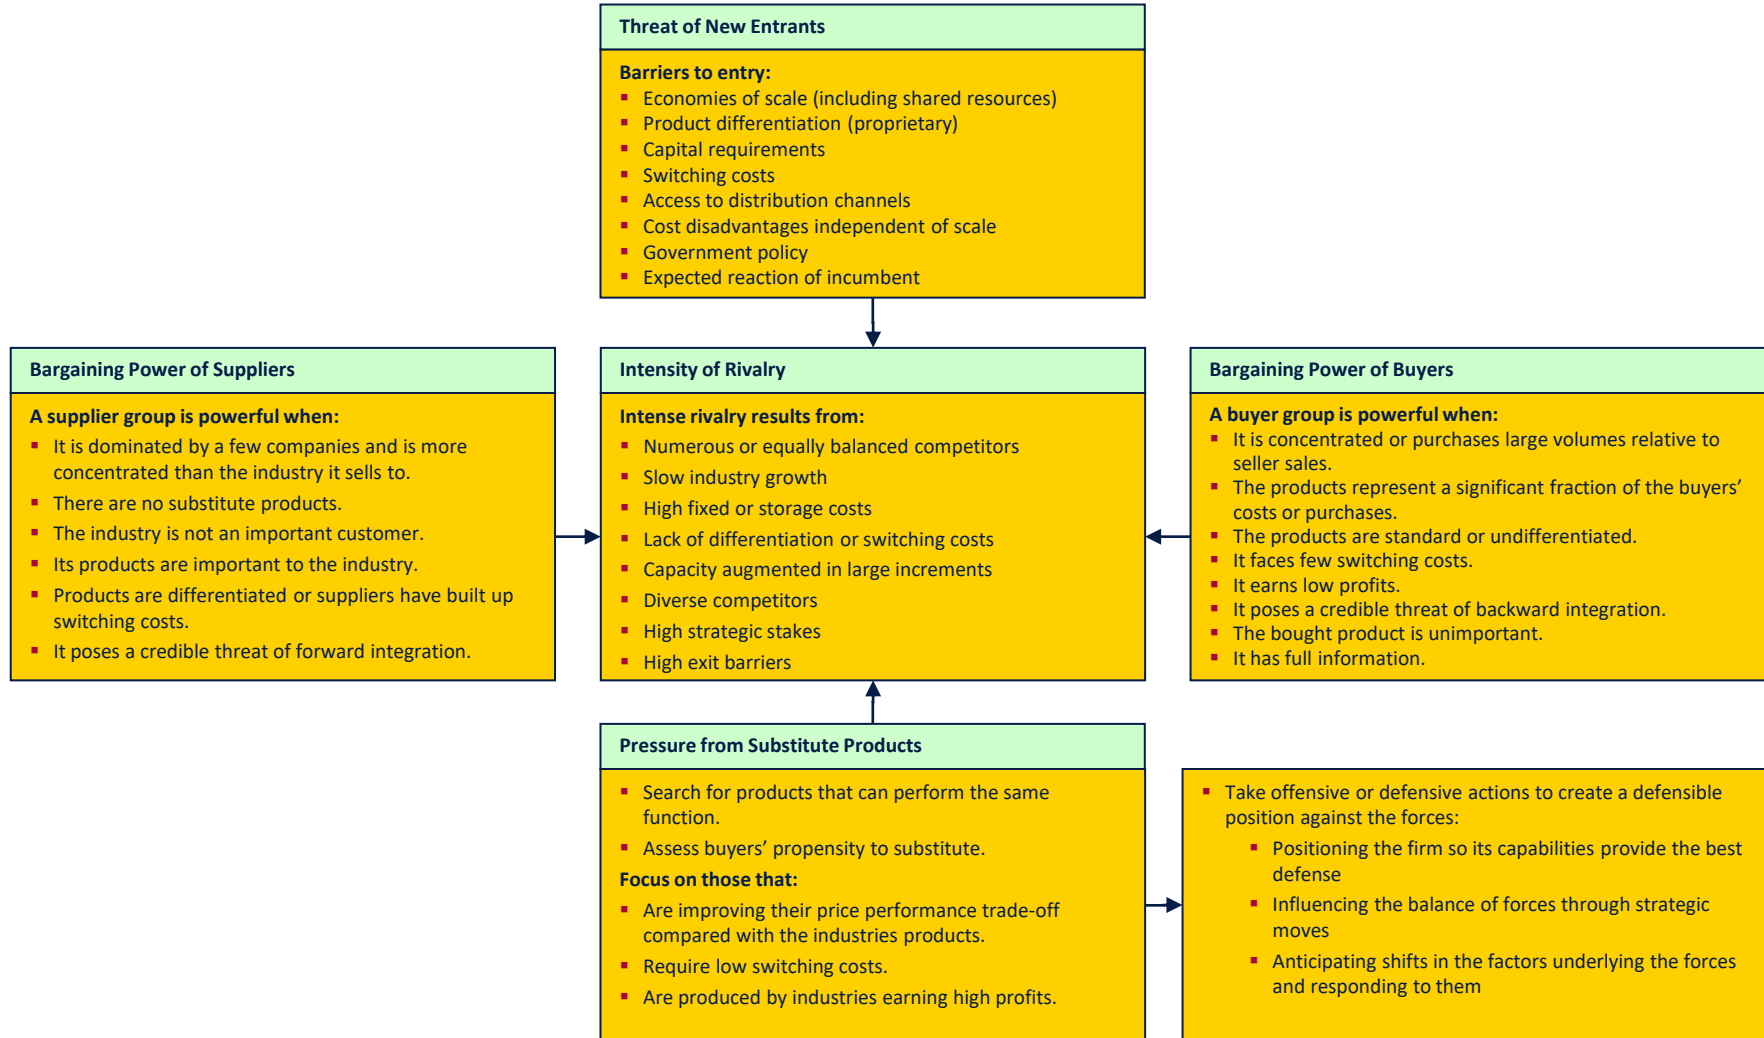 Threat of New Entrants
Barriers to entry:
Economies of scale (including shared resources)
Product differentiation (proprietary)
Capital requirements
Switching costs
Access to distribution channels
Cost disadvantages independent of scale
Government policy
Expected reaction of incumbent
Bargaining Power of Suppliers
A supplier group is powerful when:
It is dominated by a few companies and is more
concentrated than the industry it sells to.
There are no substitute products.
The industry is not an important customer.
Its products are important to the industry.
Products are differentiated or suppliers have built up
switching costs.
It poses a credible threat of forward integration.
Intensity of Rivalry
Intense rivalry results from:
Numerous or equally balanced competitors
Slow industry growth
High fixed or storage costs
Lack of differentiation or switching costs
Capacity augmented in large increments
Diverse competitors
High strategic stakes
High exit barriers
Bargaining Power of Buyers
A buyer group is powerful when:
It is concentrated or purchases large volumes relative to
seller sales.
The products represent a significant fraction of the buyers’
costs or purchases.
The products are standard or undifferentiated.
It faces few switching costs.
It earns low profits.
It poses a credible threat of backward integration.
The bought product is unimportant.
It has full information.
Pressure from Substitute Products
Search for products that can perform the same
function.
Assess buyers’ propensity to substitute.
Focus on those that:
Are improving their price performance trade-off
compared with the industries products.
Require low switching costs.
Are produced by industries earning high profits.
Take offensive or defensive actions to create a defensible
position against the forces:
Positioning the firm so its capabilities provide the best
defense
Influencing the balance of forces through strategic
moves
Anticipating shifts in the factors underlying the forces
and responding to them